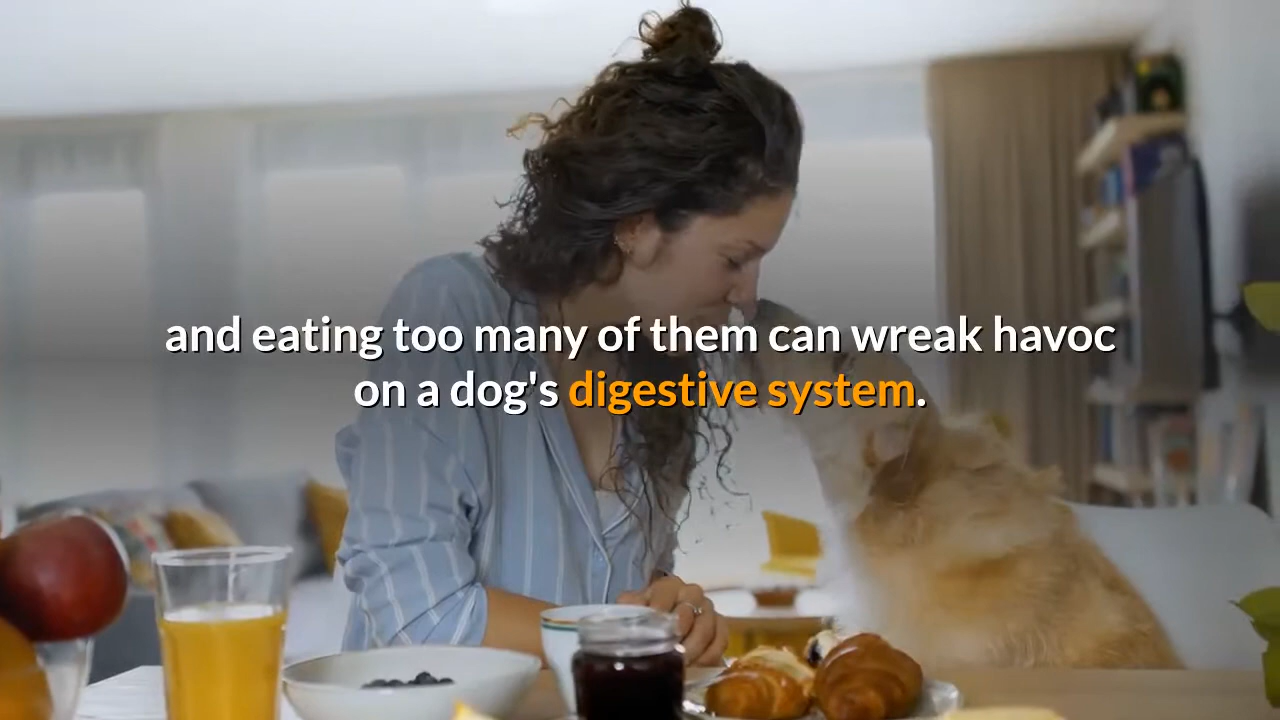 and eating too many of them can wreak havoc
on a dog's digestive system.